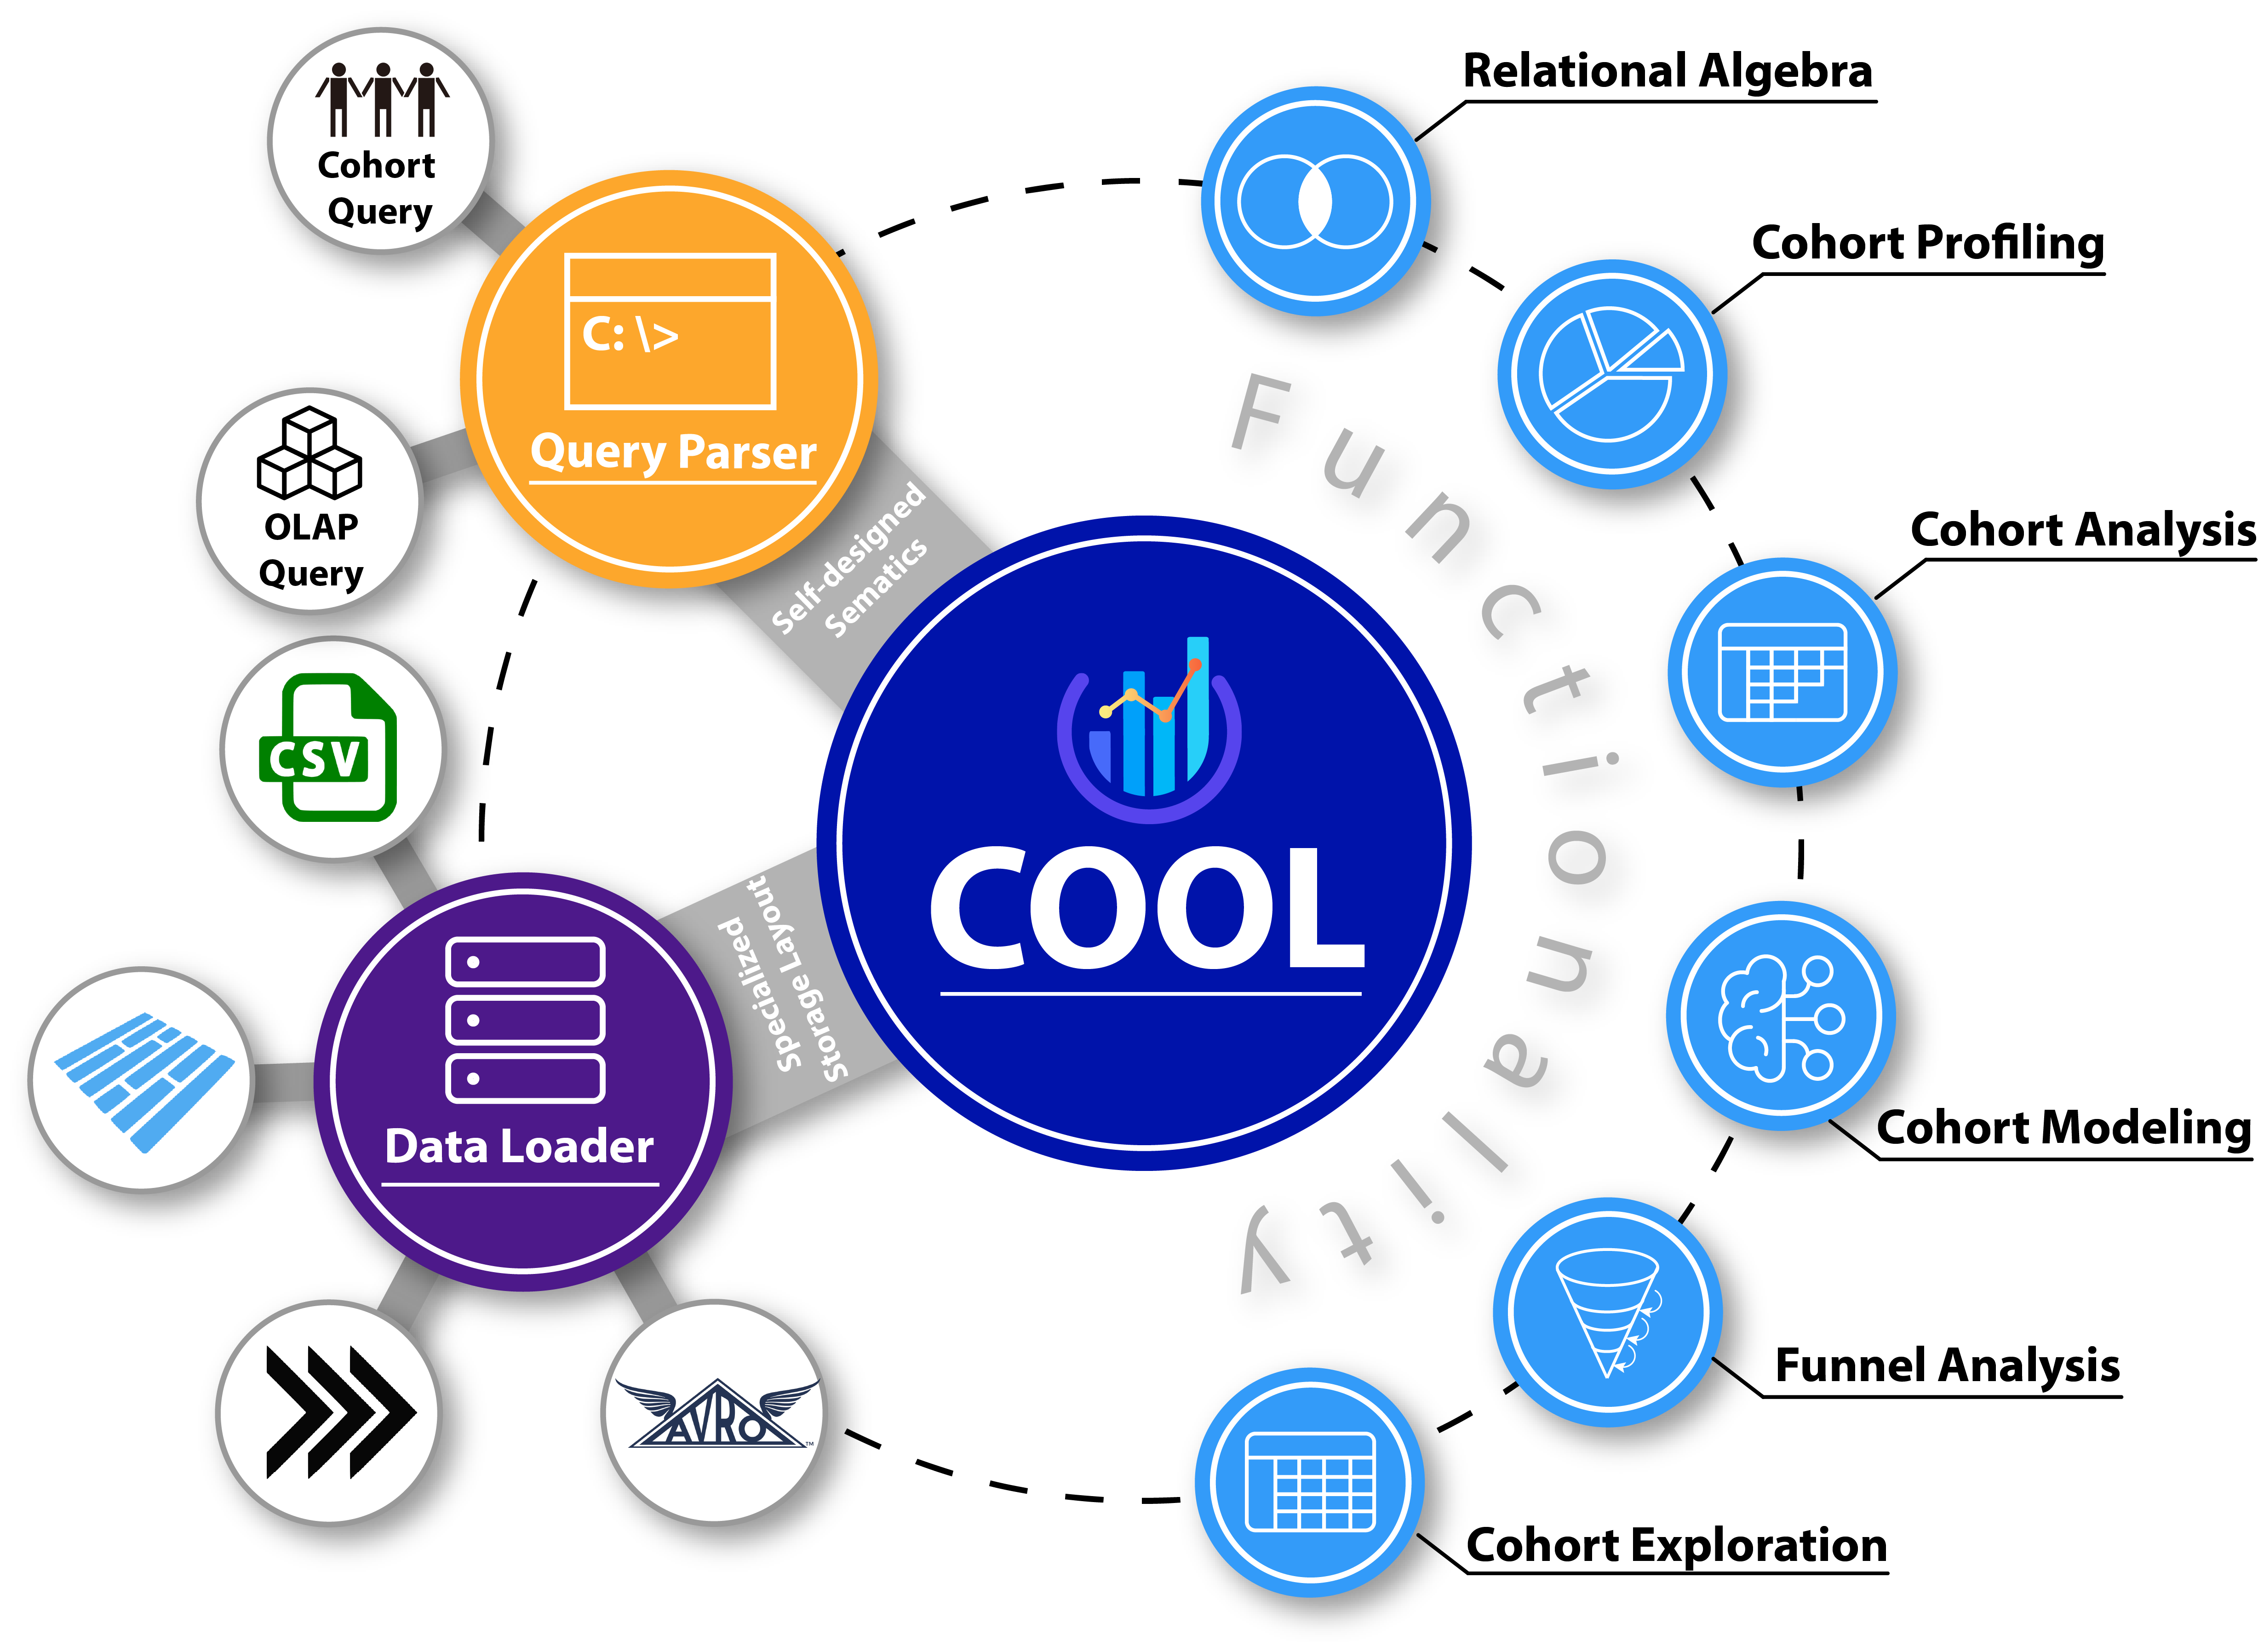 Cohort
Query
C: \>
Query Parser
OLAP
Query
Self-designed
Sematics
CSV
Data Loader
Specialized
Storage Layout
AVRO
TM
COOL
Functionality
Relational Algebra
Cohort Profiling
Cohort Analysis
Cohort Modeling
Funnel Analysis
Cohort Exploration